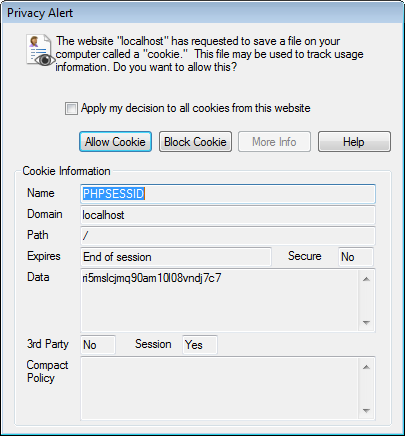 Privacy Alert
The website "localhost" has requested to save a file on your
computer called a "cookie." This file may be used to track usage
information. Do you want to allow this?
Apply my decision to all cookies from this website
Allow Cookie Block Cookie More Info Help
Cookie Information
Name PHPSESSID
Domain localhost
Path /
Expires End of session Secure No
Data ri5mslcjmq90am10l08vndj7c7
3rd Party No Session Yes
Compact
Policy